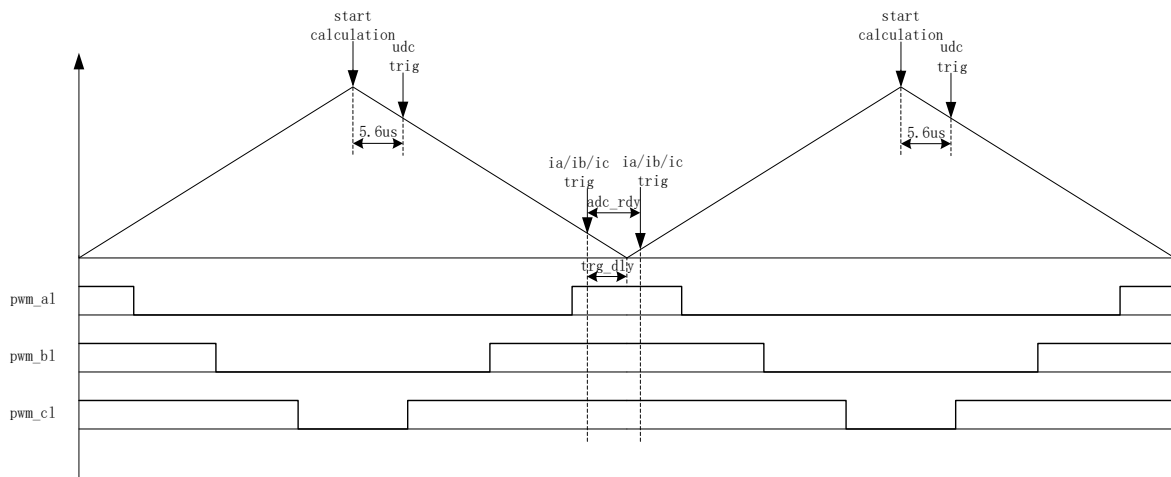 start
calculation
udc
trig
5.6us
ia/ib/ic
trig
ia/ib/ic
trig
adc_rdy
trg_dly
start
calculation
udc
trig
5.6us
pwm_al
pwm_bl
pwm_cl